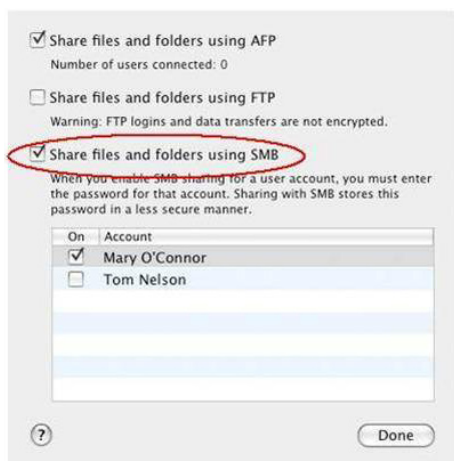 Share files and folders using AFP
Number of users connected: 0
Share files and folders using FTP
Warning: FTP logins and data transfers are not encrypted.
Share files and folders using SMB
When you enable SMB sharing for a user account, you must enter
the password for that account. Sharing with SMB stores this
password in a less secure manner.
On Account
Mary O'Connor
Tom Nelson
? Done